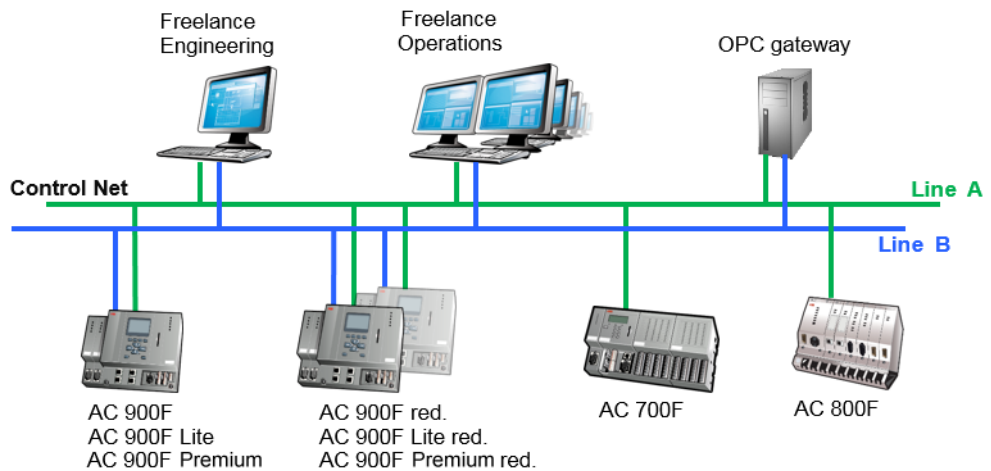 Freelance
Engineering
Freelance
Operations
OPC gateway
Control Net
Line A
Line B
AC 900F
AC 900F Lite
AC 900F Premium
AC 900F red.
AC 900F Lite red.
AC 900F Premium red.
AC 700F
AC 800F